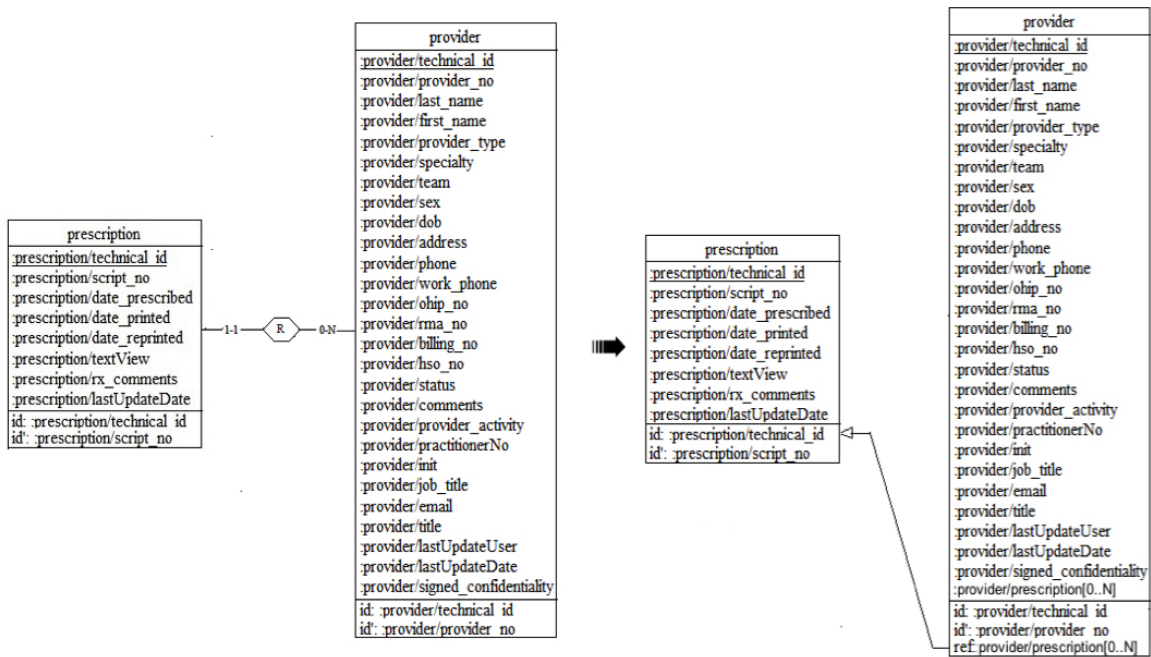 prescription
:prescription/technical_id
:prescription/script_no
:prescription/date_prescribed
:prescription/date_printed
:prescription/date_reprinted
:prescription/textView
:prescription/rx_comments
:prescription/lastUpdateDate
id: :prescription/technical_id
id': :prescription/script_no
1-1
R
0-N
provider
:provider/technical_id
:provider/provider_no
:provider/last_name
:provider/first_name
:provider/provider_type
:provider/specialty
:provider/team
:provider/sex
:provider/dob
:provider/address
:provider/phone
:provider/work_phone
:provider/ohip_no
:provider/rma_no
:provider/billing_no
:provider/hso_no
:provider/status
:provider/comments
:provider/provider_activity
:provider/practitionerNo
:provider/init
:provider/job_title
:provider/email
:provider/title
:provider/lastUpdateUser
:provider/lastUpdateDate
:provider/signed_confidentiality
id: :provider/technical_id
id': :provider/provider_no
prescription
:prescription/technical_id
:prescription/script_no
:prescription/date_prescribed
:prescription/date_printed
:prescription/date_reprinted
:prescription/textView
:prescription/rx_comments
:prescription/lastUpdateDate
id: :prescription/technical_id
id': :prescription/script_no
provider
:provider/technical_id
:provider/provider_no
:provider/last_name
:provider/first_name
:provider/provider_type
:provider/specialty
:provider/team
:provider/sex
:provider/dob
:provider/address
:provider/phone
:provider/work_phone
:provider/ohip_no
:provider/rma_no
:provider/billing_no
:provider/hso_no
:provider/status
:provider/comments
:provider/provider_activity
:provider/practitionerNo
:provider/init
:provider/job_title
:provider/email
:provider/title
:provider/lastUpdateUser
:provider/lastUpdateDate
:provider/signed_confidentiality
:provider/prescription[0..N]
id: :provider/technical_id
id': :provider/provider_no
ref:.provider/prescription[0..N]